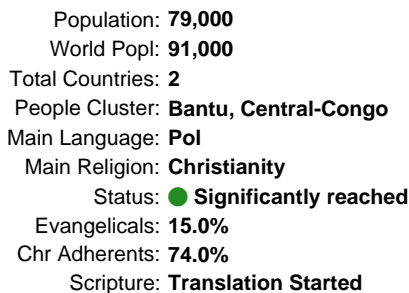 Population: 79,000
World Popl: 91,000
Total Countries: 2
People Cluster: Bantu, Central-Congo
Main Language: Pol
Main Religion: Christianity
Status: Significantly reached
Evangelicals: 15.0%
Chr Adherents: 74.0%
Scripture: Translation Started